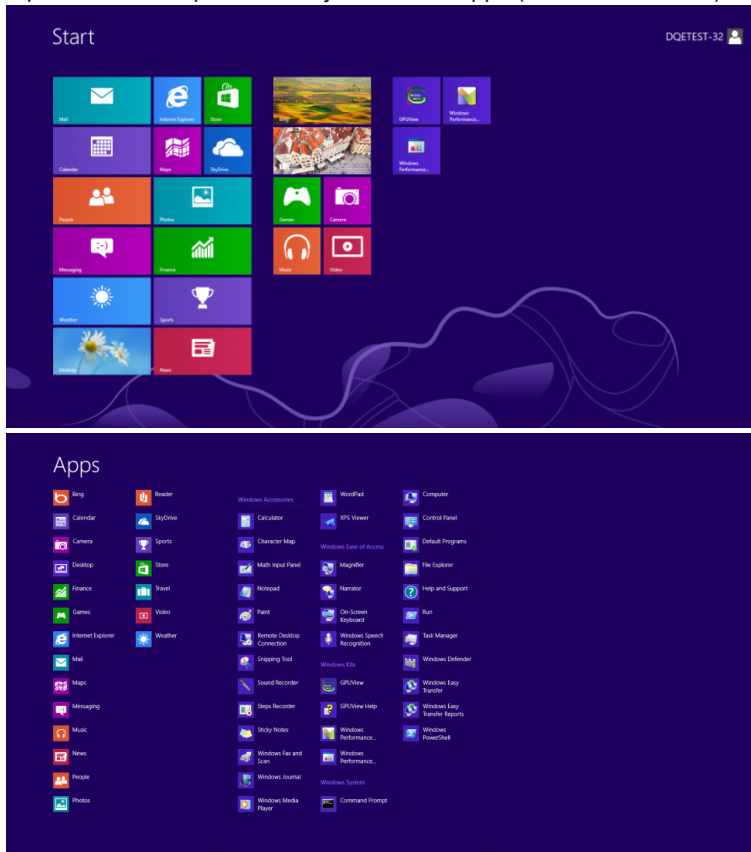 Start
DQETEST-32
Mail
Internet Explorer
Store
Bing
GPUView
Windows
Performance...
Calendar
Maps
SkyDrive
Windows
Performance...
People
Photos
Games
Camera
Messaging
Finance
Music
Video
Weather
Sports
Desktop
News
Apps
Bing
Calendar
Camera
Desktop
Finance
Games
Internet Explorer
Mail
Maps
Messaging
Music
News
People
Photos
Reader
SkyDrive
Sports
Store
Travel
Video
Weather
Windows Accessories
Calculator
Character Map
Math Input Panel
Notepad
Paint
Remote Desktop
Connection
Snipping Tool
Sound Recorder
Steps Recorder
Sticky Notes
Windows Fax and
Scan
Windows Journal
Windows Media
Player
WordPad
XPS Viewer
Windows Ease of Access
Magnifier
Narrator
On-Screen
Keyboard
Windows Speech
Recognition
Windows Kits
GPUView
GPUView Help
Windows
Performance...
Windows
Performance...
Windows System
Command Prompt
Computer
Control Panel
Default Programs
File Explorer
Help and Support
Run
Task Manager
Windows Defender
Windows Easy
Transfer
Windows Easy
Transfer Reports
Windows
PowerShell